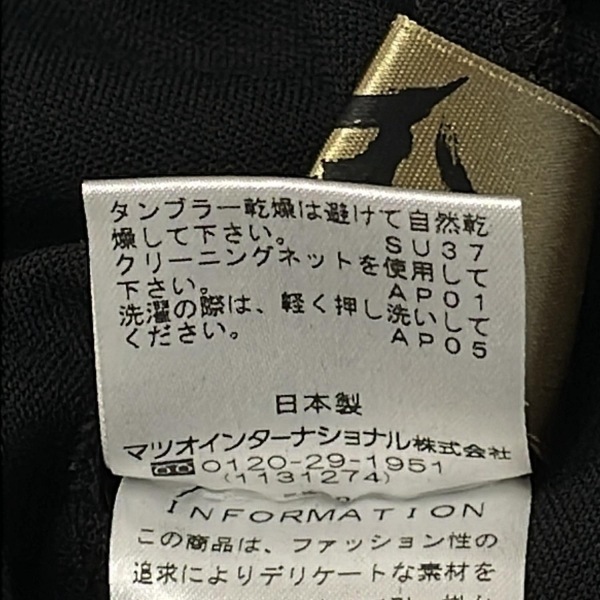 タンブラー乾燥は避けて自然乾
燥して下さい。 SU37
クリーニングネットを使用して
下さい。 AP01
洗濯の際は、軽く押し洗いして
ください。 AP05
日本製
マツオインターナショナル株式会社
0120-29-1951
(1131274)
INFORMATION
この商品は、ファッション性の
追求によりデリケートな素材を